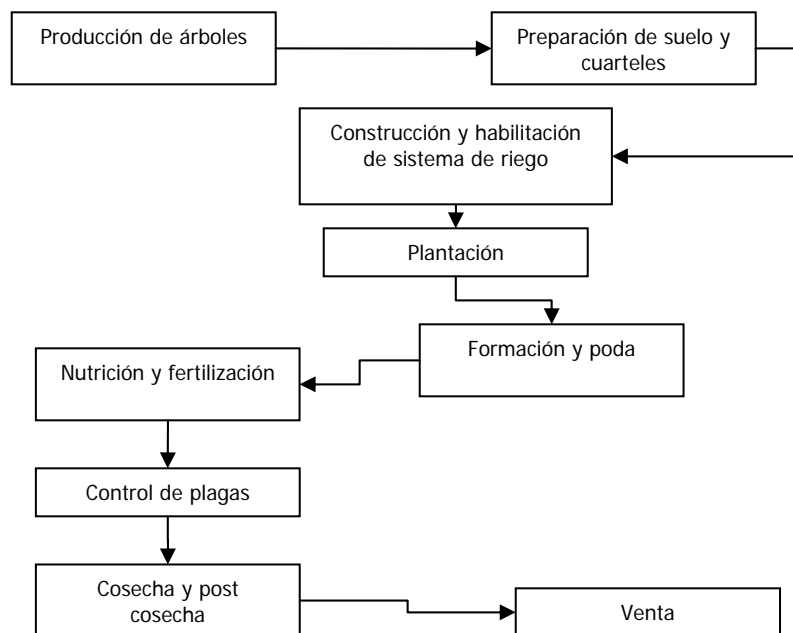 Producción de árboles
Preparación de suelo y
cuarteles
Construcción y habilitación
de sistema de riego
Plantación
Formación y poda
Nutrición y fertilización
Control de plagas
Cosecha y post
cosecha
Venta